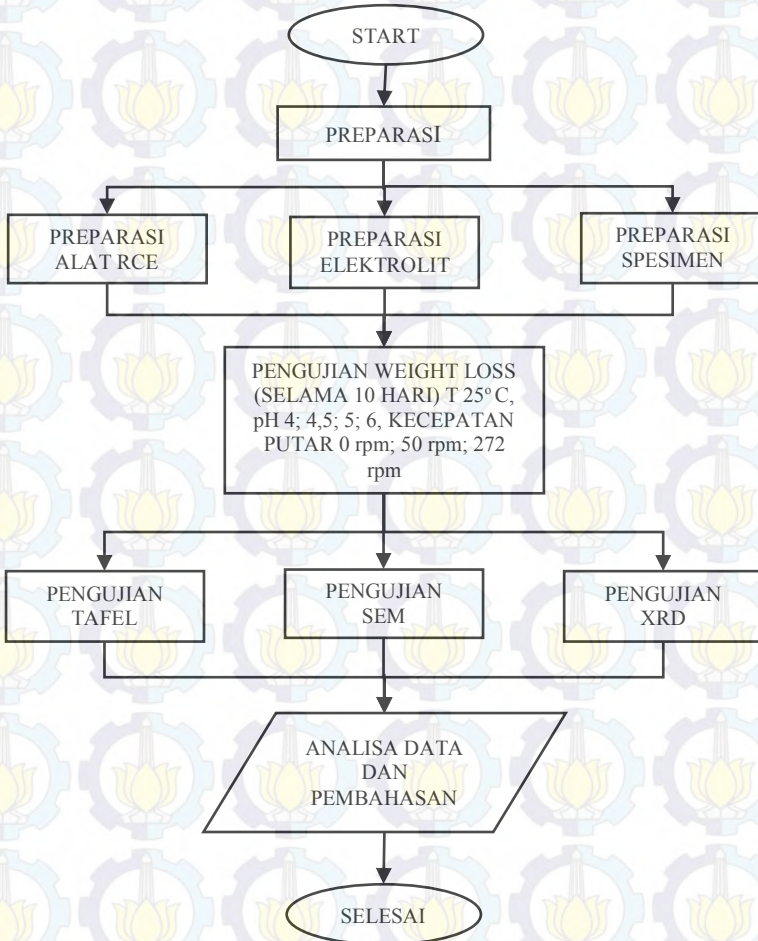 START
PREPARASI
PREPARASI
ALAT RCE
PREPARASI
ELEKTROLIT
PREPARASI
SPESIMEN
PENGUJIAN WEIGHT LOSS
(SELAMA 10 HARI) T 25° C,
pH 4; 4,5; 5; 6, KECEPATAN
PUTAR 0 rpm; 50 rpm; 272
rpm
PENGUJIAN
TAFEL
PENGUJIAN
SEM
PENGUJIAN
XRD
ANALISA DATA
DAN
PEMBAHASAN
SELESAI